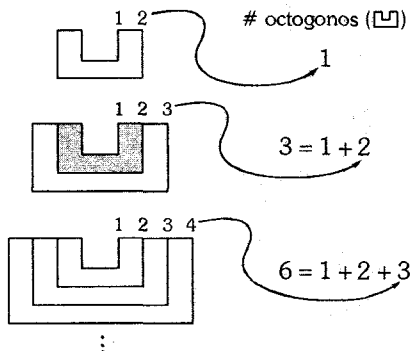 1 2 # octogonos ( )
1
1 2 3
3 = 1 + 2
1 2 3 4
6 = 1 + 2 + 3
⋮